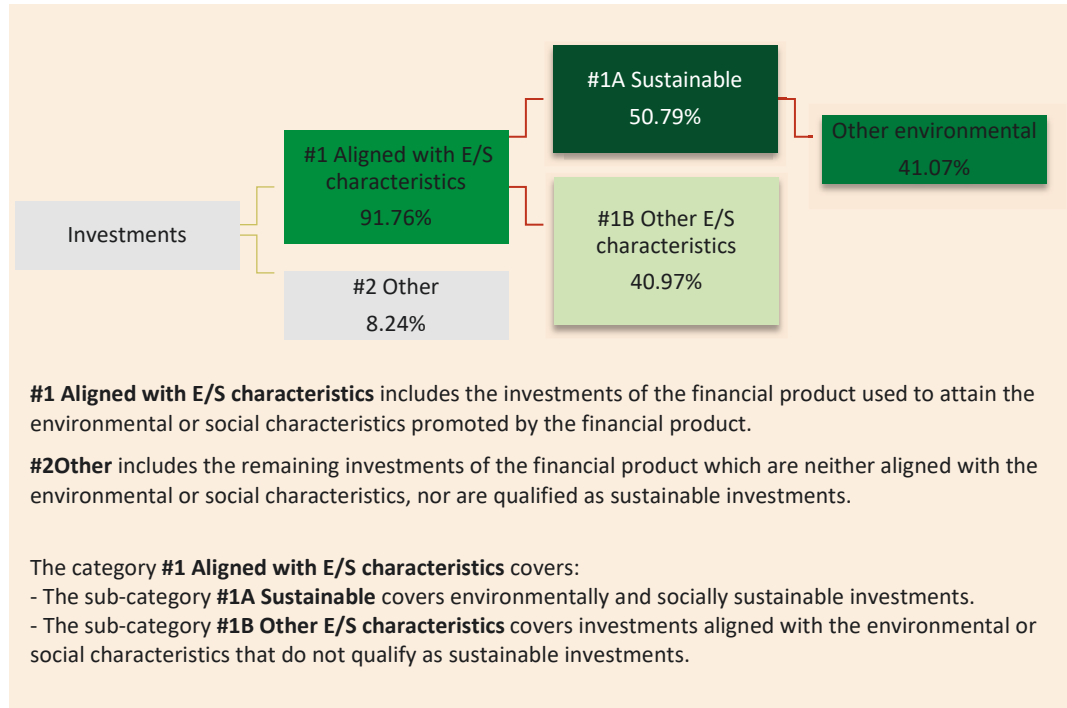 #1A Sustainable
50.79%
Other environmental
41.07%
#1 Aligned with E/S
characteristics
91.76%
#1B Other E/S
characteristics
40.97%
Investments
#2 Other
8.24%
#1 Aligned with E/S characteristics includes the investments of the financial product used to attain the
environmental or social characteristics promoted by the financial product.
#2Other includes the remaining investments of the financial product which are neither aligned with the
environmental or social characteristics, nor are qualified as sustainable investments.
The category #1 Aligned with E/S characteristics covers:
- The sub-category #1A Sustainable covers environmentally and socially sustainable investments.
- The sub-category #1B Other E/S characteristics covers investments aligned with the environmental or
social characteristics that do not qualify as sustainable investments.